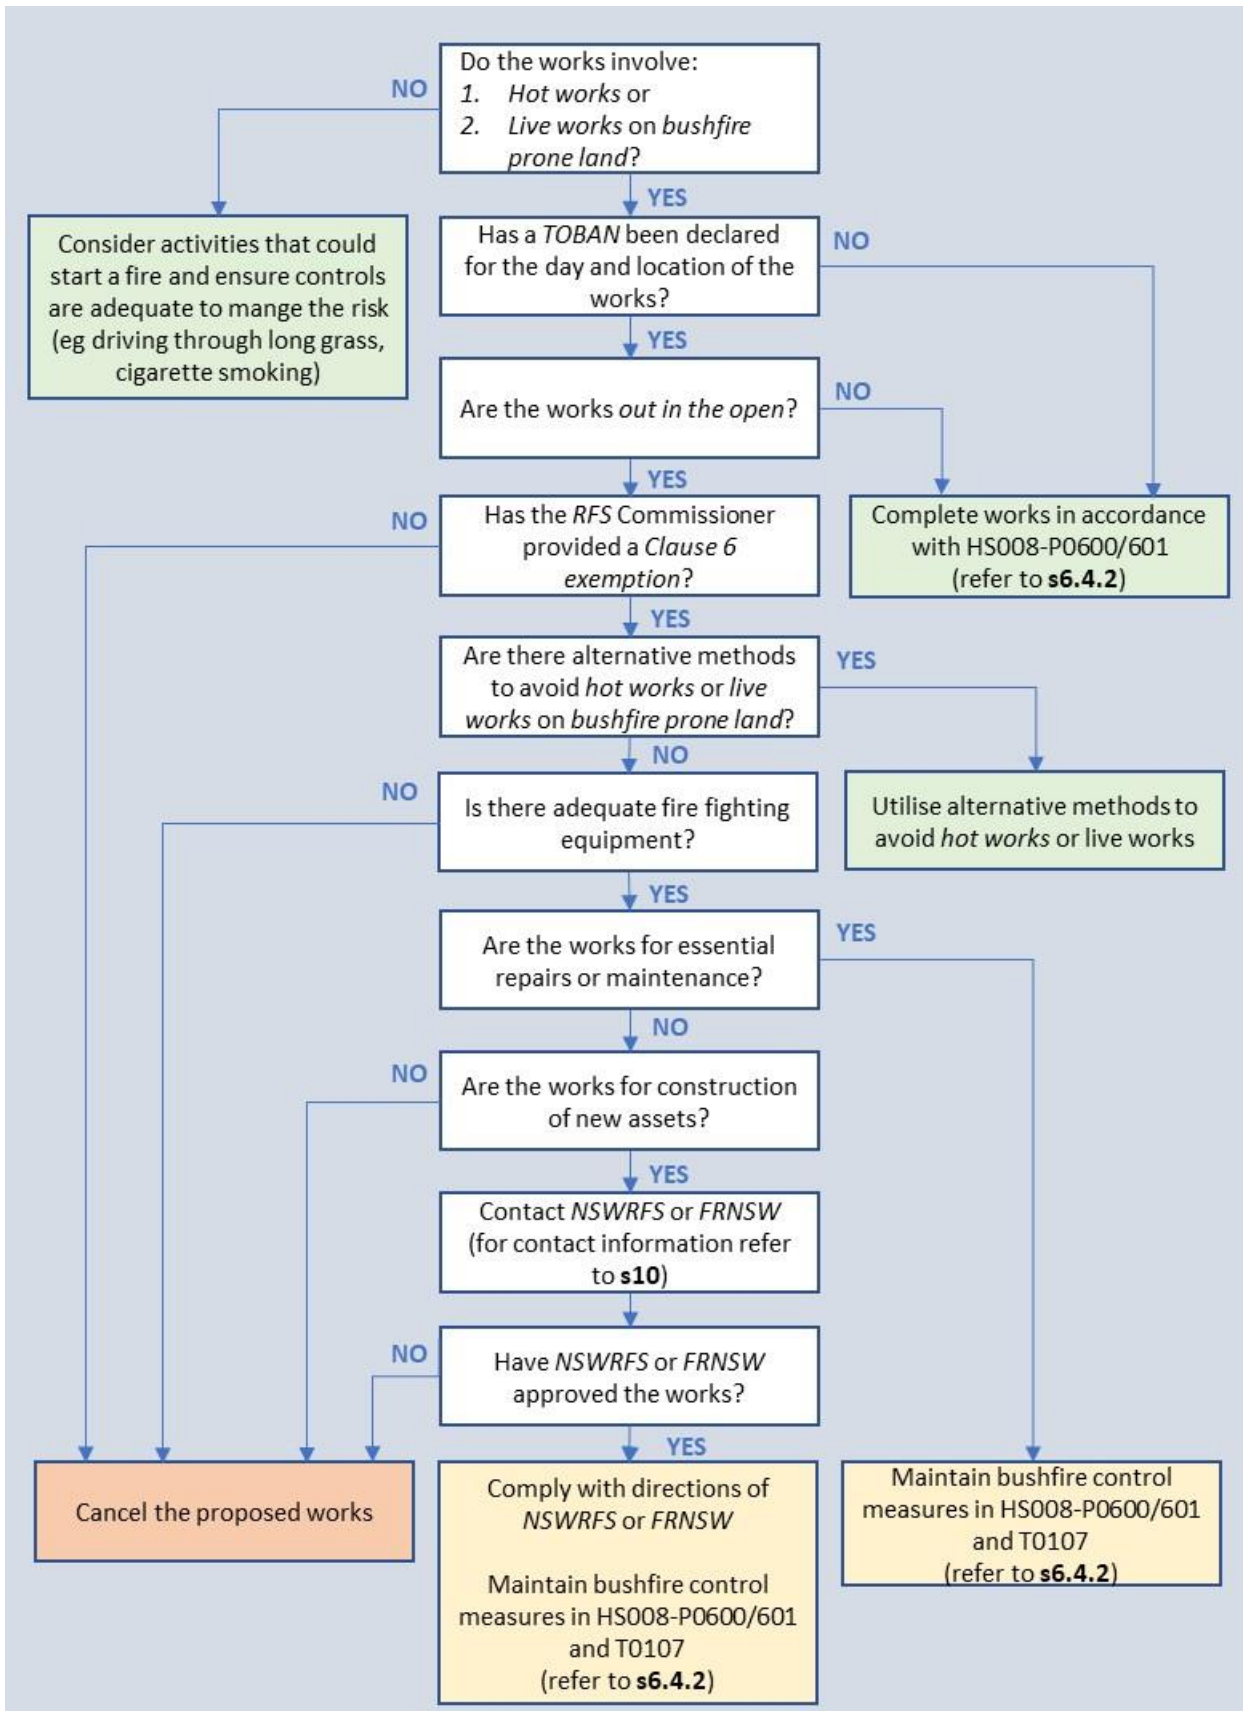 Do the works involve:
1. Hot works or
2. Live works on bushfire
prone land?
NO
YES
Consider activities that could
start a fire and ensure controls
are adequate to mange the risk
(eg driving through long grass,
cigarette smoking)
Has a TOBAN been declared
for the day and location of the
works?
NO
YES
Are the works out in the open?
NO
YES
Has the RFS Commissioner
provided a Clause 6
exemption?
NO
Complete works in accordance
with HS008-P0600/601
(refer to s6.4.2)
YES
Are there alternative methods
to avoid hot works or live
works on bushfire prone land?
YES
NO
Is there adequate fire fighting
equipment?
NO
Utilise alternative methods to
avoid hot works or live works
YES
Are the works for essential
repairs or maintenance?
YES
NO
Are the works for construction
of new assets?
NO
YES
Contact NSWRFS or FRNSW
(for contact information refer
to s10)
Have NSWRFS or FRNSW
approved the works?
NO
YES
Cancel the proposed works
Comply with directions of
NSWRFS or FRNSW
Maintain bushfire control
measures in HS008-P0600/601
and T0107
(refer to s6.4.2)
Maintain bushfire control
measures in HS008-P0600/601
and T0107
(refer to s6.4.2)